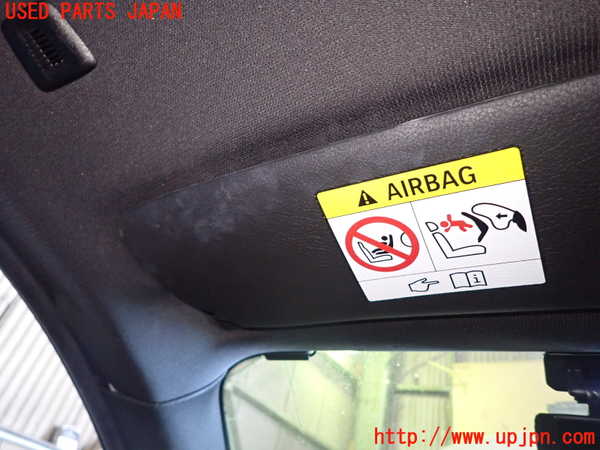 USED PARTS JAPAN
AIRBAG
http://www.upjpn.com/